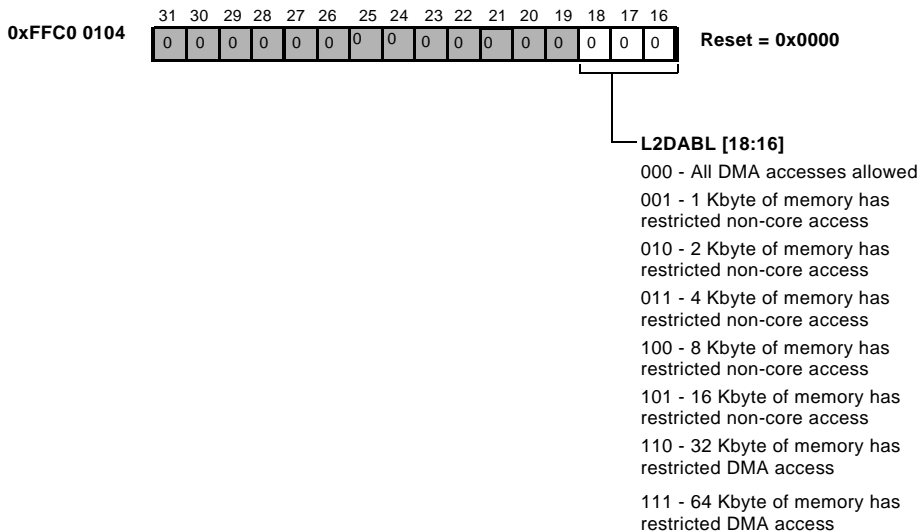 31 30 29 28 27 26 25 24 23 22 21 20 19 18 17 16
0xFFC0 0104 0 0 0 0 0 0 0 0 0 0 0 0 0 0 0 0 Reset = 0x0000
L2DABL [18:16]
000 - All DMA accesses allowed
001 - 1 Kbyte of memory has
restricted non-core access
010 - 2 Kbyte of memory has
restricted non-core access
011 - 4 Kbyte of memory has
restricted non-core access
100 - 8 Kbyte of memory has
restricted non-core access
101 - 16 Kbyte of memory has
restricted non-core access
110 - 32 Kbyte of memory has
restricted DMA access
111 - 64 Kbyte of memory has
restricted DMA access